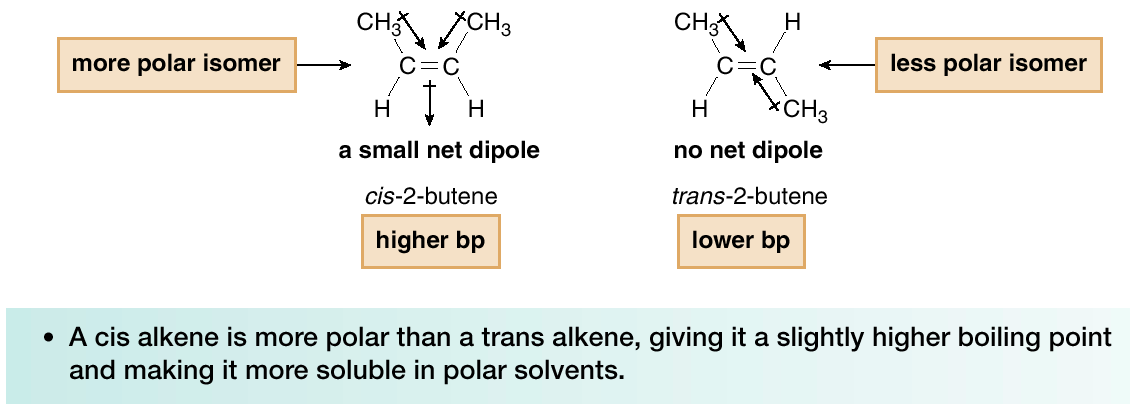 CH₃ CH₃ CH₃ H
more polar isomer C=C C=C less polar isomer
H H H CH₃
a small net dipole no net dipole
cis-2-butene trans-2-butene
higher bp lower bp
• A cis alkene is more polar than a trans alkene, giving it a slightly higher boiling point
and making it more soluble in polar solvents.